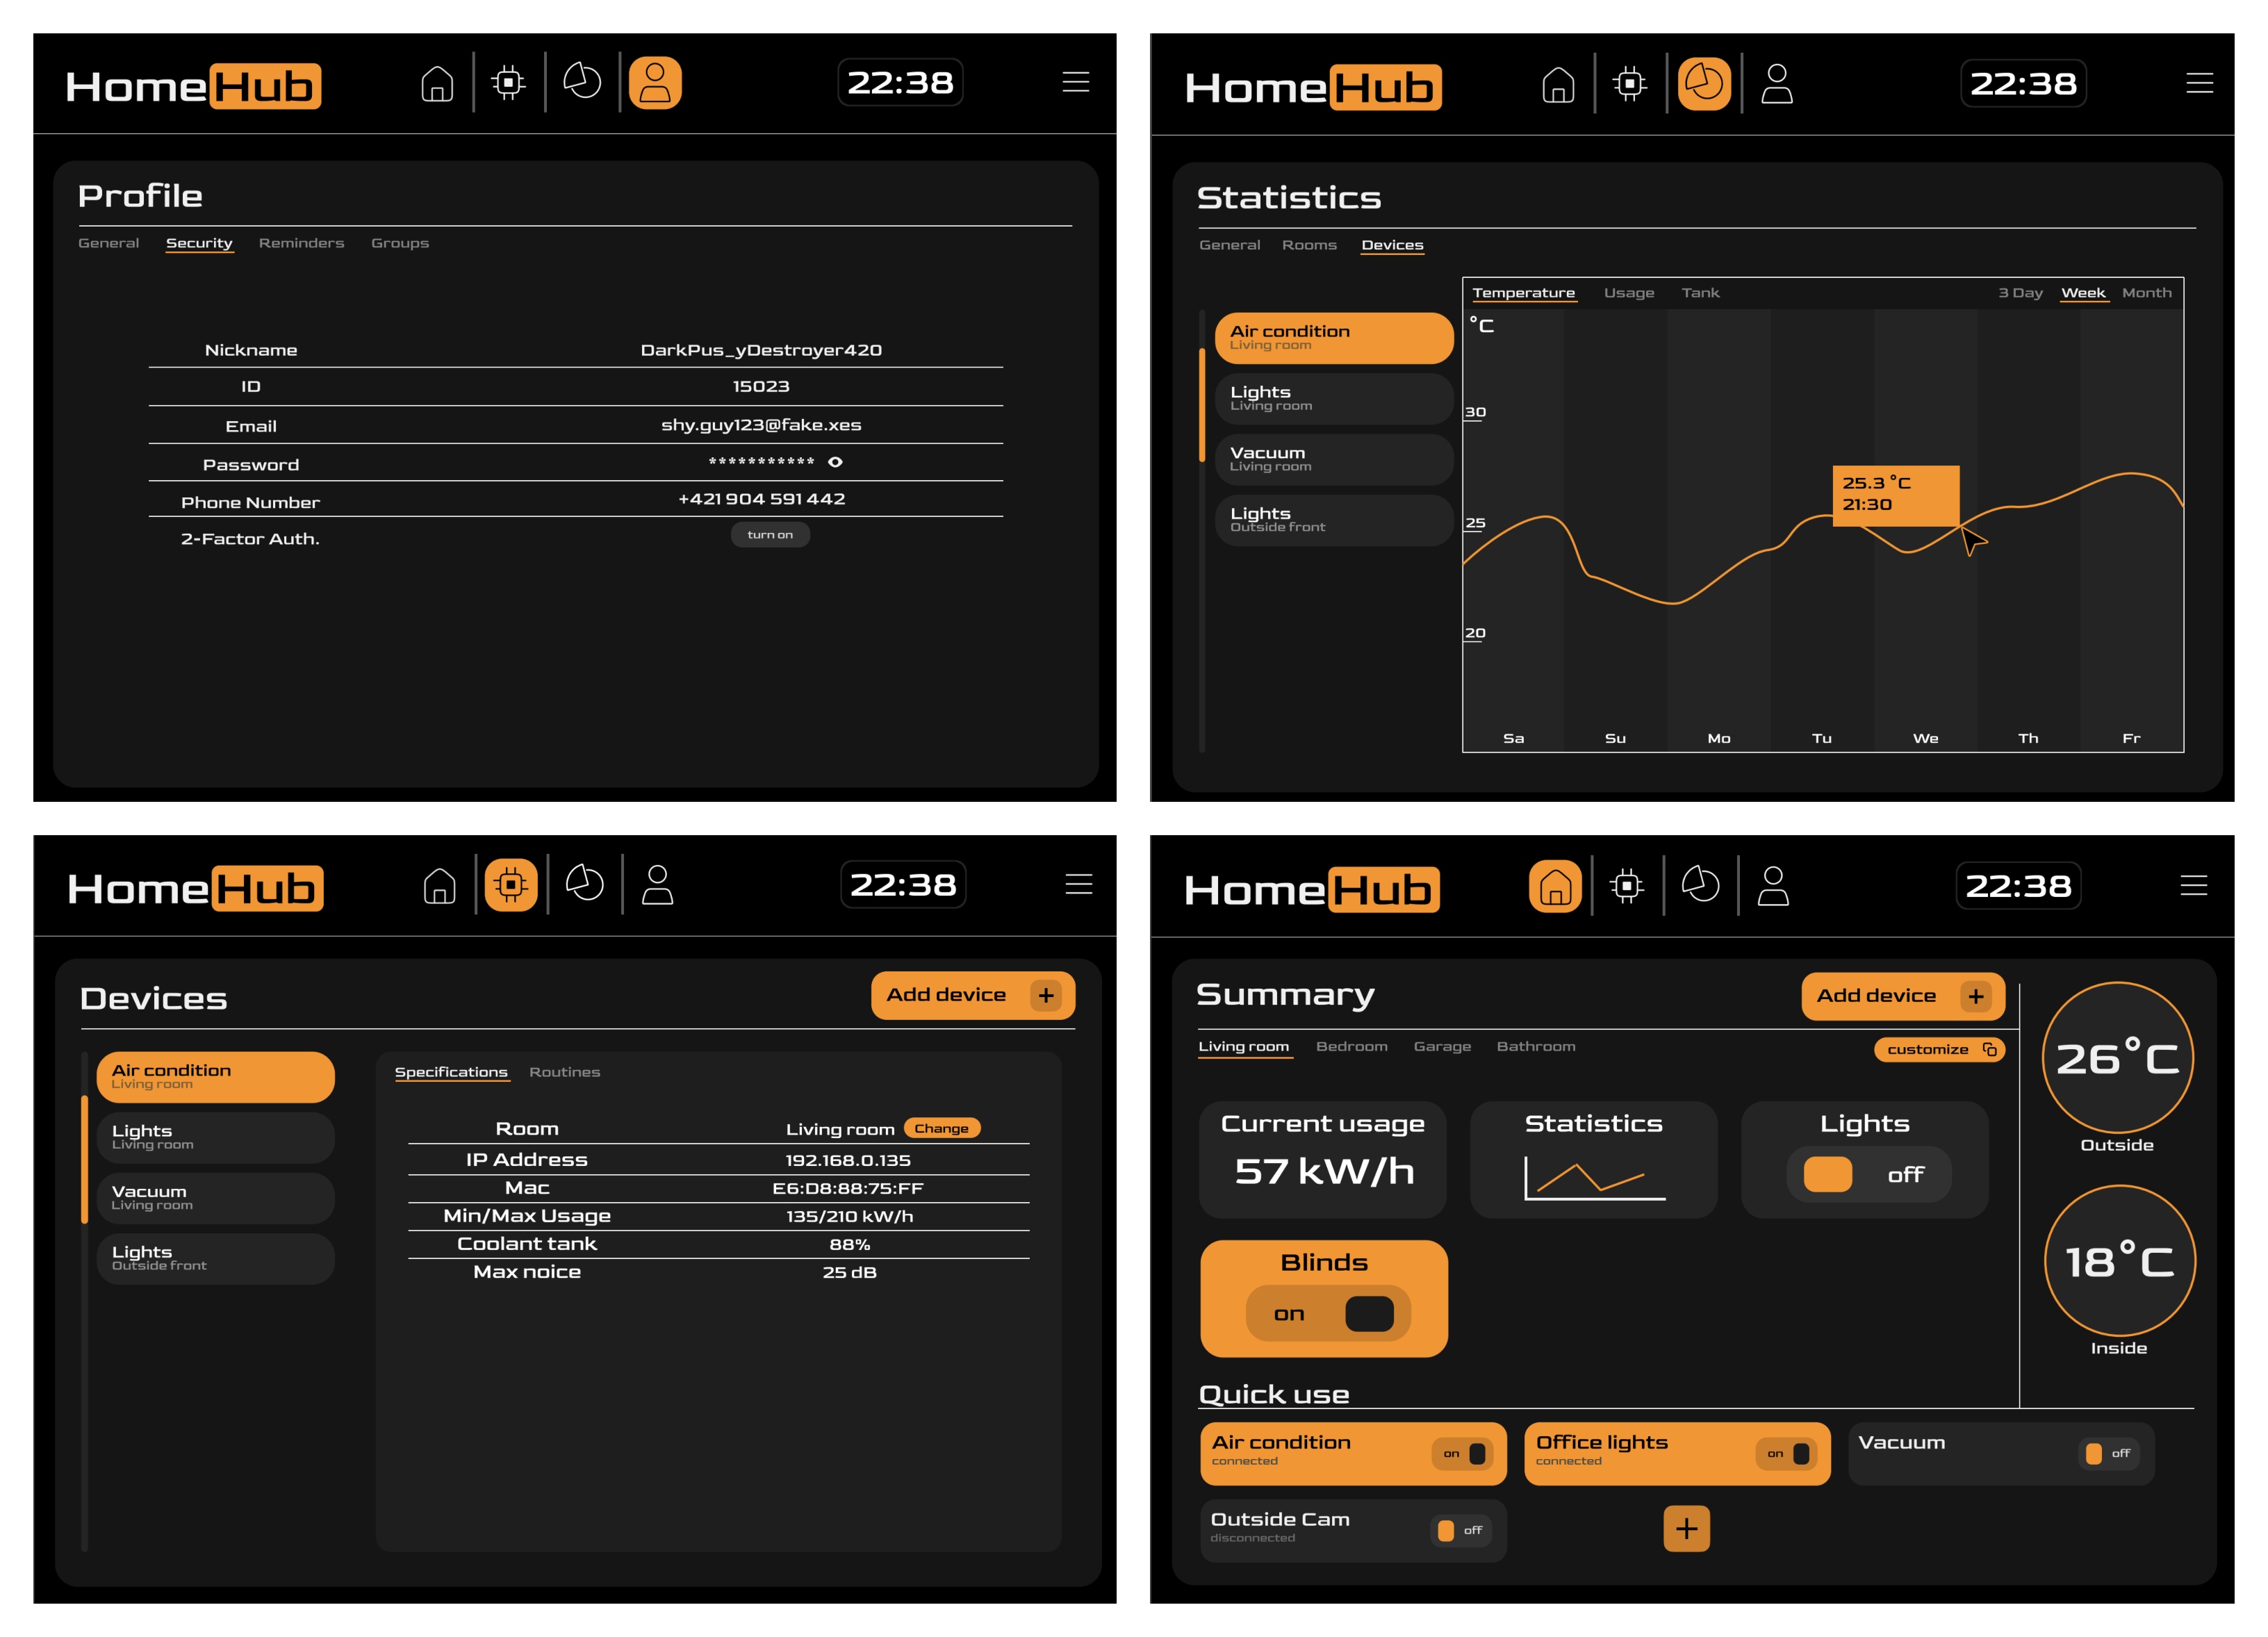 HomeHub
22:38
Profile
General Security Reminders Groups
Nickname DarkPus_yDestroyer420
ID 15023
Email shy.guy123@fake.xes
Password ***********
Phone Number +421 904 591 442
2-Factor Auth. turn on
HomeHub
22:38
Statistics
General Rooms Devices
Air condition
Living room
Lights
Living room
Vacuum
Living room
Lights
Outside front
Temperature Usage Tank 3 Day Week Month
°C
30
25.3 °C
21:30
25
20
Sa Su Mo Tu We Th Fr
HomeHub
22:38
Devices
Add device +
Air condition
Living room
Lights
Living room
Vacuum
Living room
Lights
Outside front
Specifications Routines
Room Living room Change
IP Address 192.168.0.135
Mac E6:D8:88:75:FF
Min/Max Usage 135/210 kW/h
Coolant tank 88%
Max noice 25 dB
HomeHub
22:38
Summary
Add device +
Living room Bedroom Garage Bathroom
customize
Current usage
57 kW/h
Statistics
Lights
off
Blinds
on
26°C
Outside
18°C
Inside
Quick use
Air condition
connected
on
Office lights
connected
on
Vacuum
off
Outside Cam
disconnected
off
+